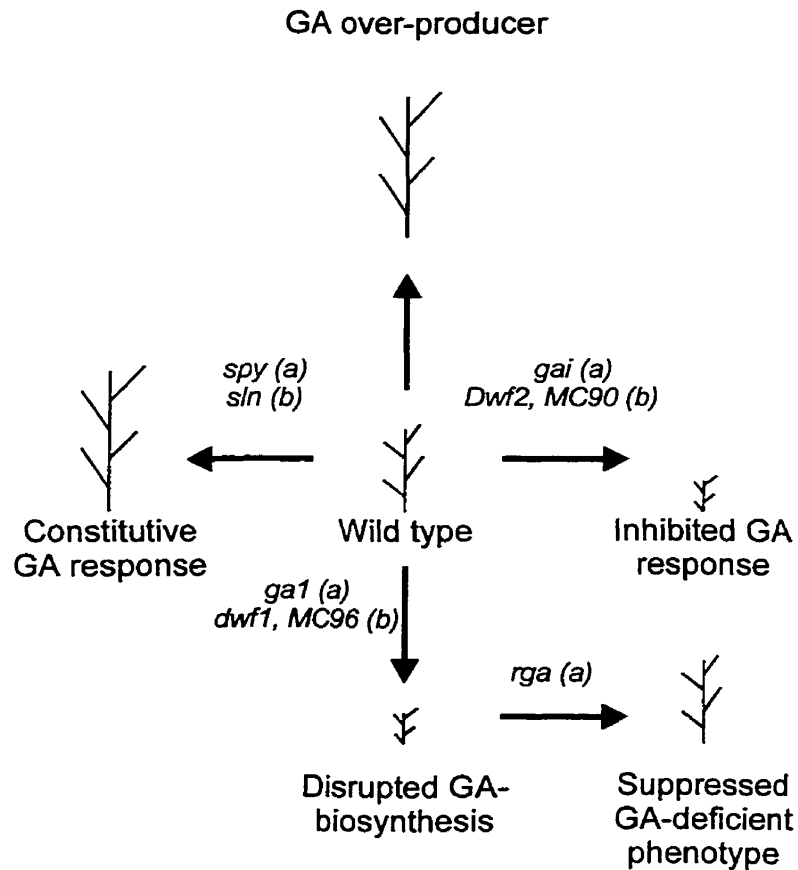 GA over-producer
spy (a)
sln (b)
gai (a)
Dwf2, MC90 (b)
Constitutive
GA response
Wild type
Inhibited GA
response
ga1 (a)
dwf1, MC96 (b)
rga (a)
Disrupted GA-
biosynthesis
Suppressed
GA-deficient
phenotype